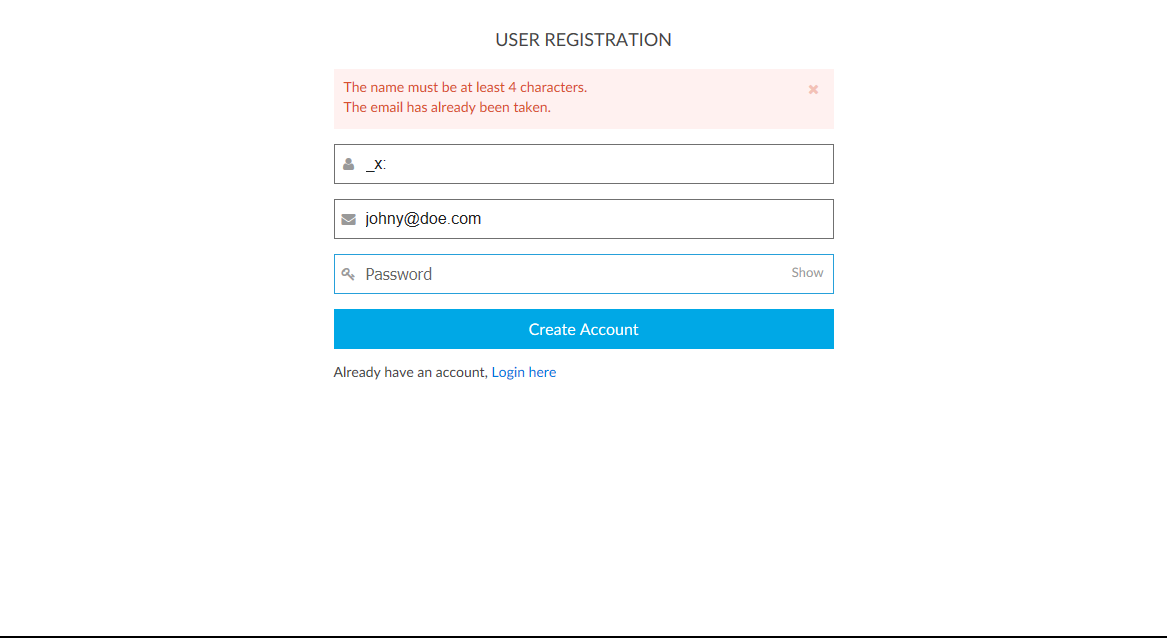 USER REGISTRATION
The name must be at least 4 characters.
The email has already been taken.
_x:
johny@doe.com
Password Show
Create Account
Already have an account, Login here